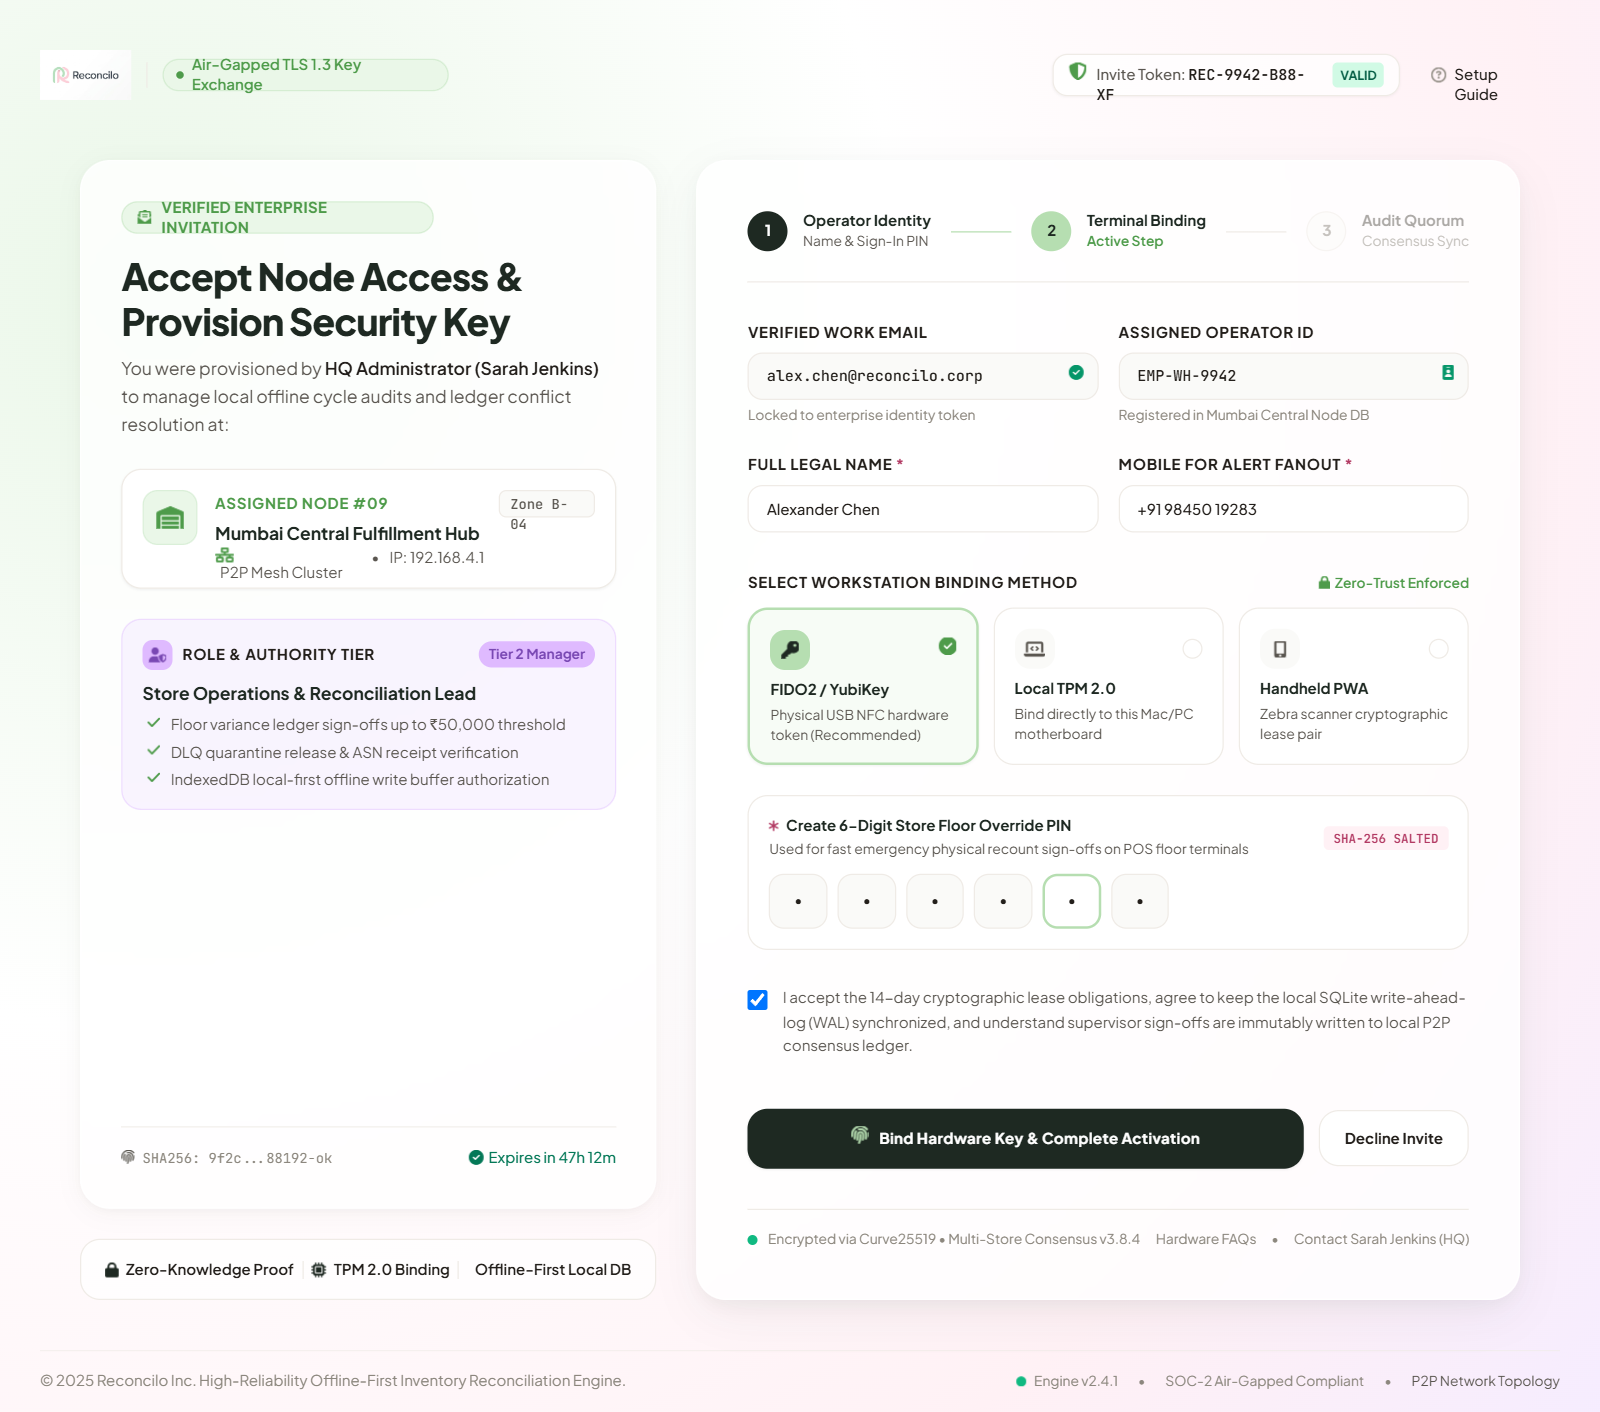 Reconcilo
Air-Gapped TLS 1.3 Key
Exchange
Invite Token: REC-9942-B88-
XF
VALID
Setup
Guide
VERIFIED ENTERPRISE
INVITATION
Accept Node Access &
Provision Security Key
You were provisioned by HQ Administrator (Sarah Jenkins)
to manage local offline cycle audits and ledger conflict
resolution at:
ASSIGNED NODE #09
Zone B-
04
Mumbai Central Fulfillment Hub
P2P Mesh Cluster
• IP: 192.168.4.1
ROLE & AUTHORITY TIER
Tier 2 Manager
Store Operations & Reconciliation Lead
Floor variance ledger sign-offs up to ₹50,000 threshold
DLQ quarantine release & ASN receipt verification
IndexedDB local-first offline write buffer authorization
SHA256: 9f2c...88192-ok
Expires in 47h 12m
Zero-Knowledge Proof
TPM 2.0 Binding
Offline-First Local DB
1
Operator Identity
Name & Sign-In PIN
2
Terminal Binding
Active Step
3
Audit Quorum
Consensus Sync
VERIFIED WORK EMAIL
alex.chen@reconcilo.corp
Locked to enterprise identity token
ASSIGNED OPERATOR ID
EMP-WH-9942
Registered in Mumbai Central Node DB
FULL LEGAL NAME *
Alexander Chen
MOBILE FOR ALERT FANOUT *
+91 98450 19283
SELECT WORKSTATION BINDING METHOD
Zero-Trust Enforced
FIDO2 / YubiKey
Physical USB NFC hardware
token (Recommended)
Local TPM 2.0
Bind directly to this Mac/PC
motherboard
Handheld PWA
Zebra scanner cryptographic
lease pair
* Create 6-Digit Store Floor Override PIN
Used for fast emergency physical recount sign-offs on POS floor terminals
SHA-256 SALTED
• • • • • •
I accept the 14-day cryptographic lease obligations, agree to keep the local SQLite write-ahead-
log (WAL) synchronized, and understand supervisor sign-offs are immutably written to local P2P
consensus ledger.
Bind Hardware Key & Complete Activation
Decline Invite
Encrypted via Curve25519 • Multi-Store Consensus v3.8.4
Hardware FAQs • Contact Sarah Jenkins (HQ)
© 2025 Reconcilo Inc. High-Reliability Offline-First Inventory Reconciliation Engine.
Engine v2.4.1 • SOC-2 Air-Gapped Compliant • P2P Network Topology